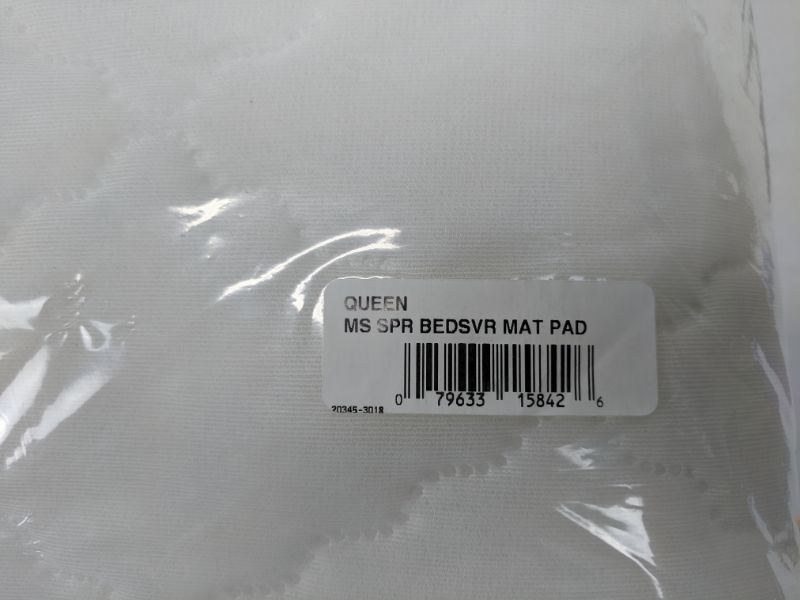 QUEEN
MS SPR BEDSVR MAT PAD
0 79633 15842 6
20345-3018